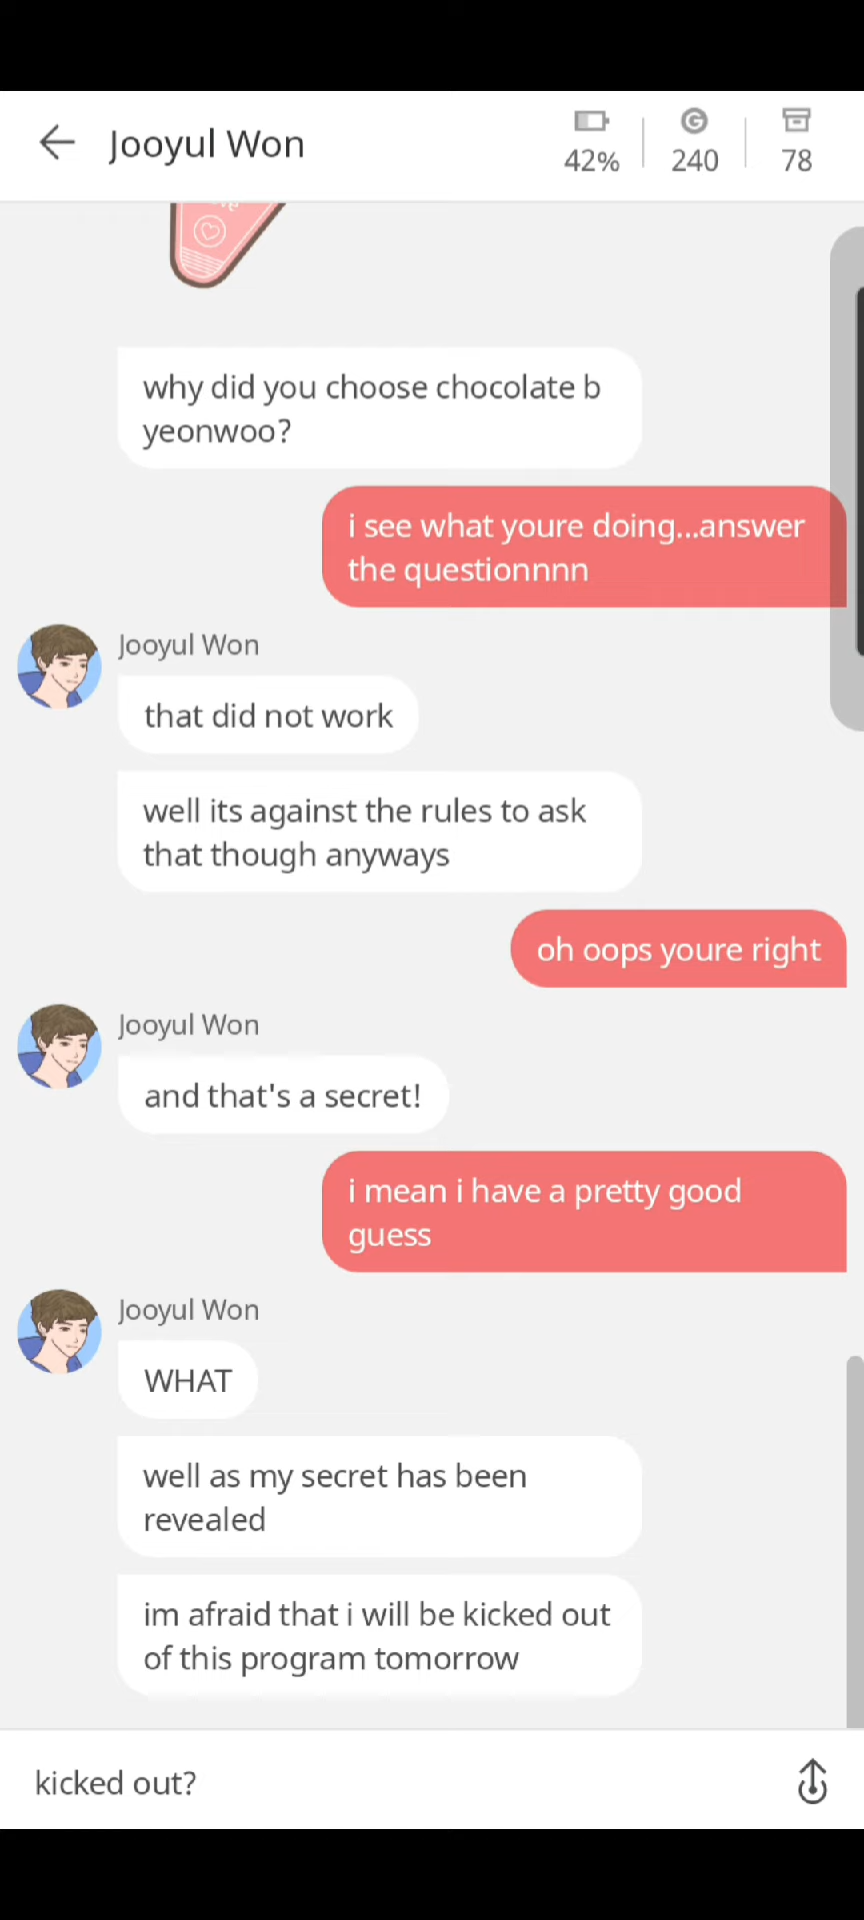 Jooyul Won
42%
240
78
why did you choose chocolate b
yeonwoo?
i see what youre doing...answer
the questionnnn
Jooyul Won
that did not work
well its against the rules to ask
that though anyways
oh oops youre right
Jooyul Won
and that's a secret!
i mean i have a pretty good
guess
Jooyul Won
WHAT
well as my secret has been
revealed
im afraid that i will be kicked out
of this program tomorrow
kicked out?